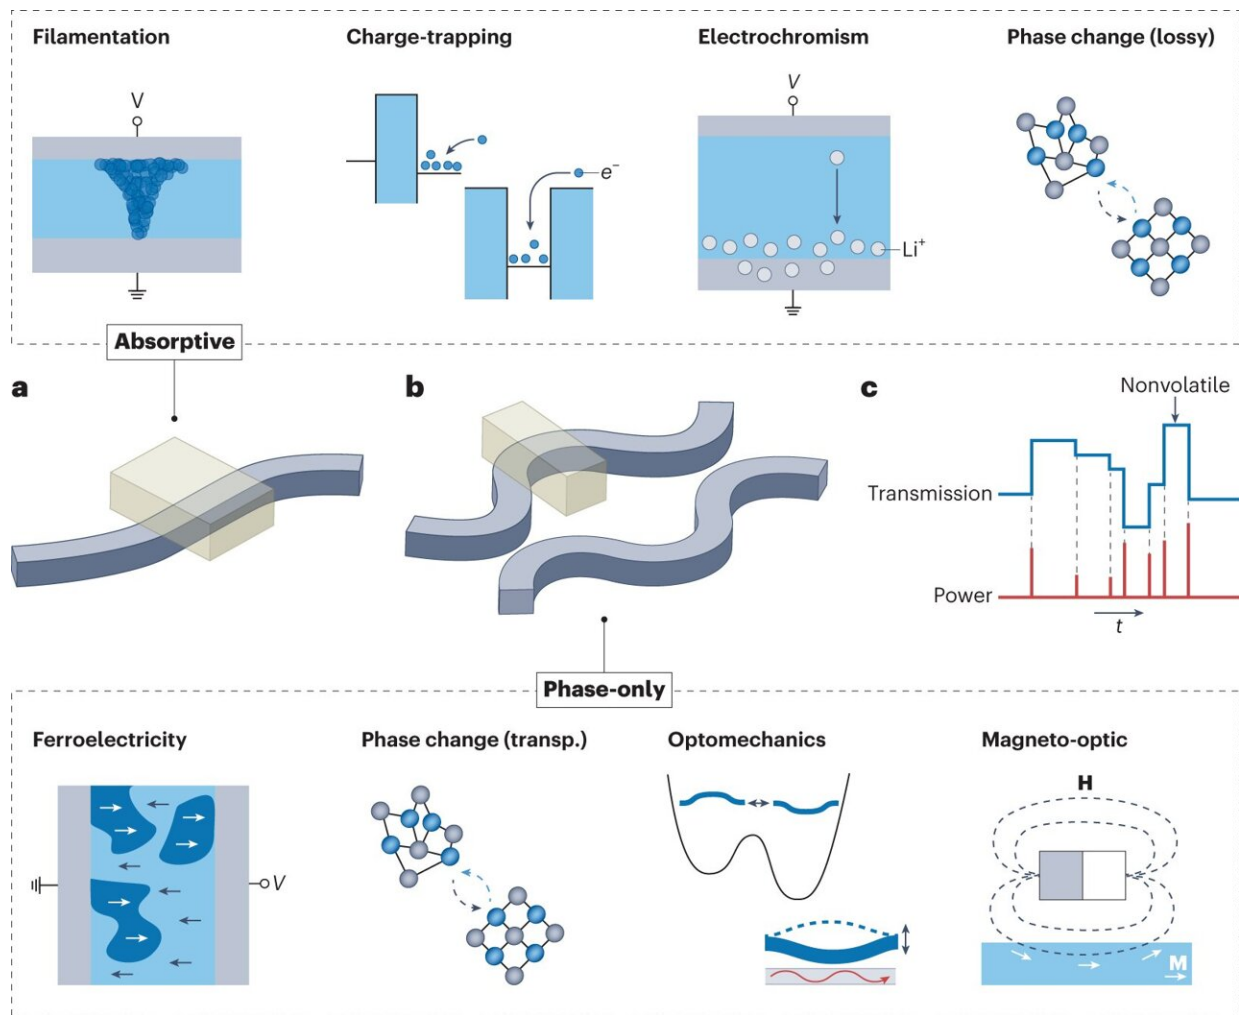 Filamentation
Charge-trapping
Electrochromism
Phase change (lossy)
V
V
e⁻
Li⁺
Absorptive
a
b
c
Nonvolatile
Transmission
Power
t
Phase-only
Ferroelectricity
Phase change (transp.)
Optomechanics
Magneto-optic
H
V
M